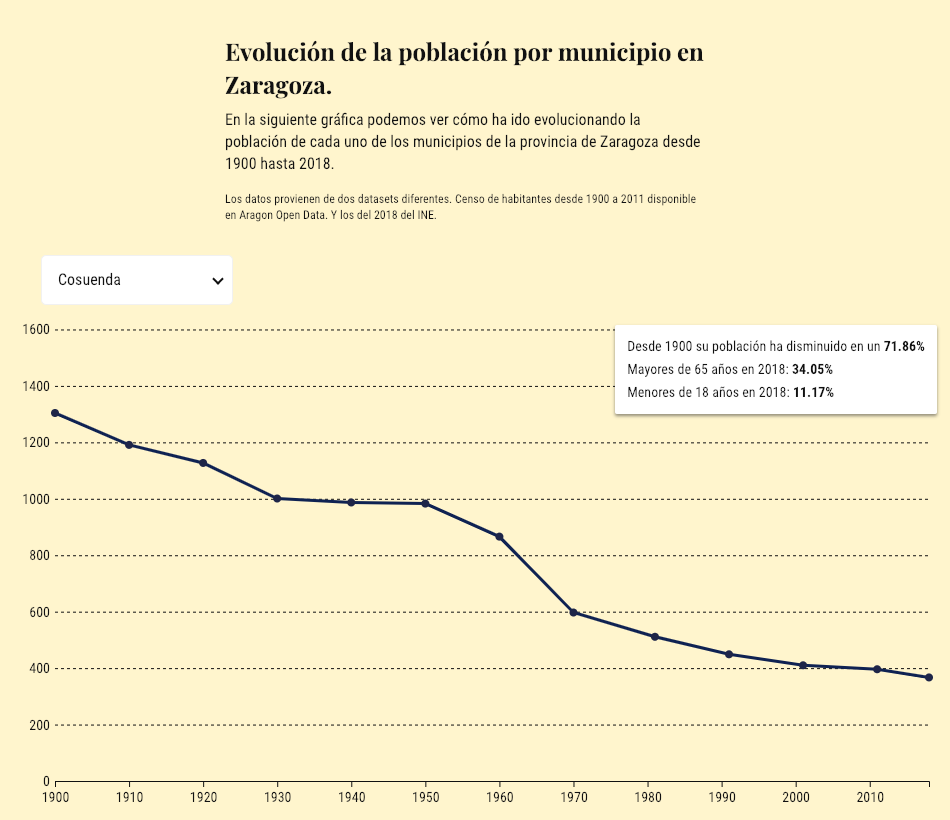 Evolución de la población por municipio en
Zaragoza.
En la siguiente gráfica podemos ver cómo ha ido evolucionando la
población de cada uno de los municipios de la provincia de Zaragoza desde
1900 hasta 2018.
Los datos provienen de dos datasets diferentes. Censo de habitantes desde 1900 a 2011 disponible
en Aragon Open Data. Y los del 2018 del INE.
Cosuenda
Desde 1900 su población ha disminuido en un 71.86%
Mayores de 65 años en 2018: 34.05%
Menores de 18 años en 2018: 11.17%
1600
1400
1200
1000
800
600
400
200
0
1900 1910 1920 1930 1940 1950 1960 1970 1980 1990 2000 2010